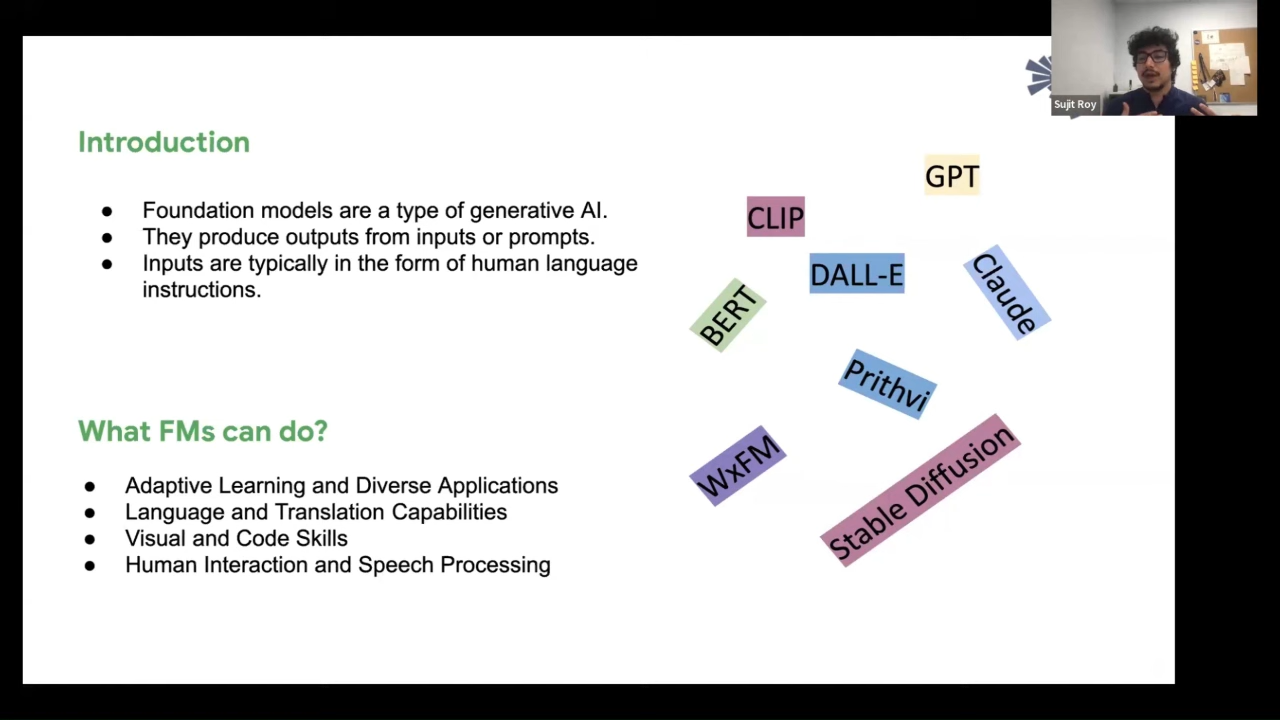 Sujit Roy
Introduction
● Foundation models are a type of generative AI.
● They produce outputs from inputs or prompts.
● Inputs are typically in the form of human language
instructions.
What FMs can do?
● Adaptive Learning and Diverse Applications
● Language and Translation Capabilities
● Visual and Code Skills
● Human Interaction and Speech Processing
GPT
CLIP
DALL-E
Claude
BERT
Prithvi
WxFM
Stable Diffusion